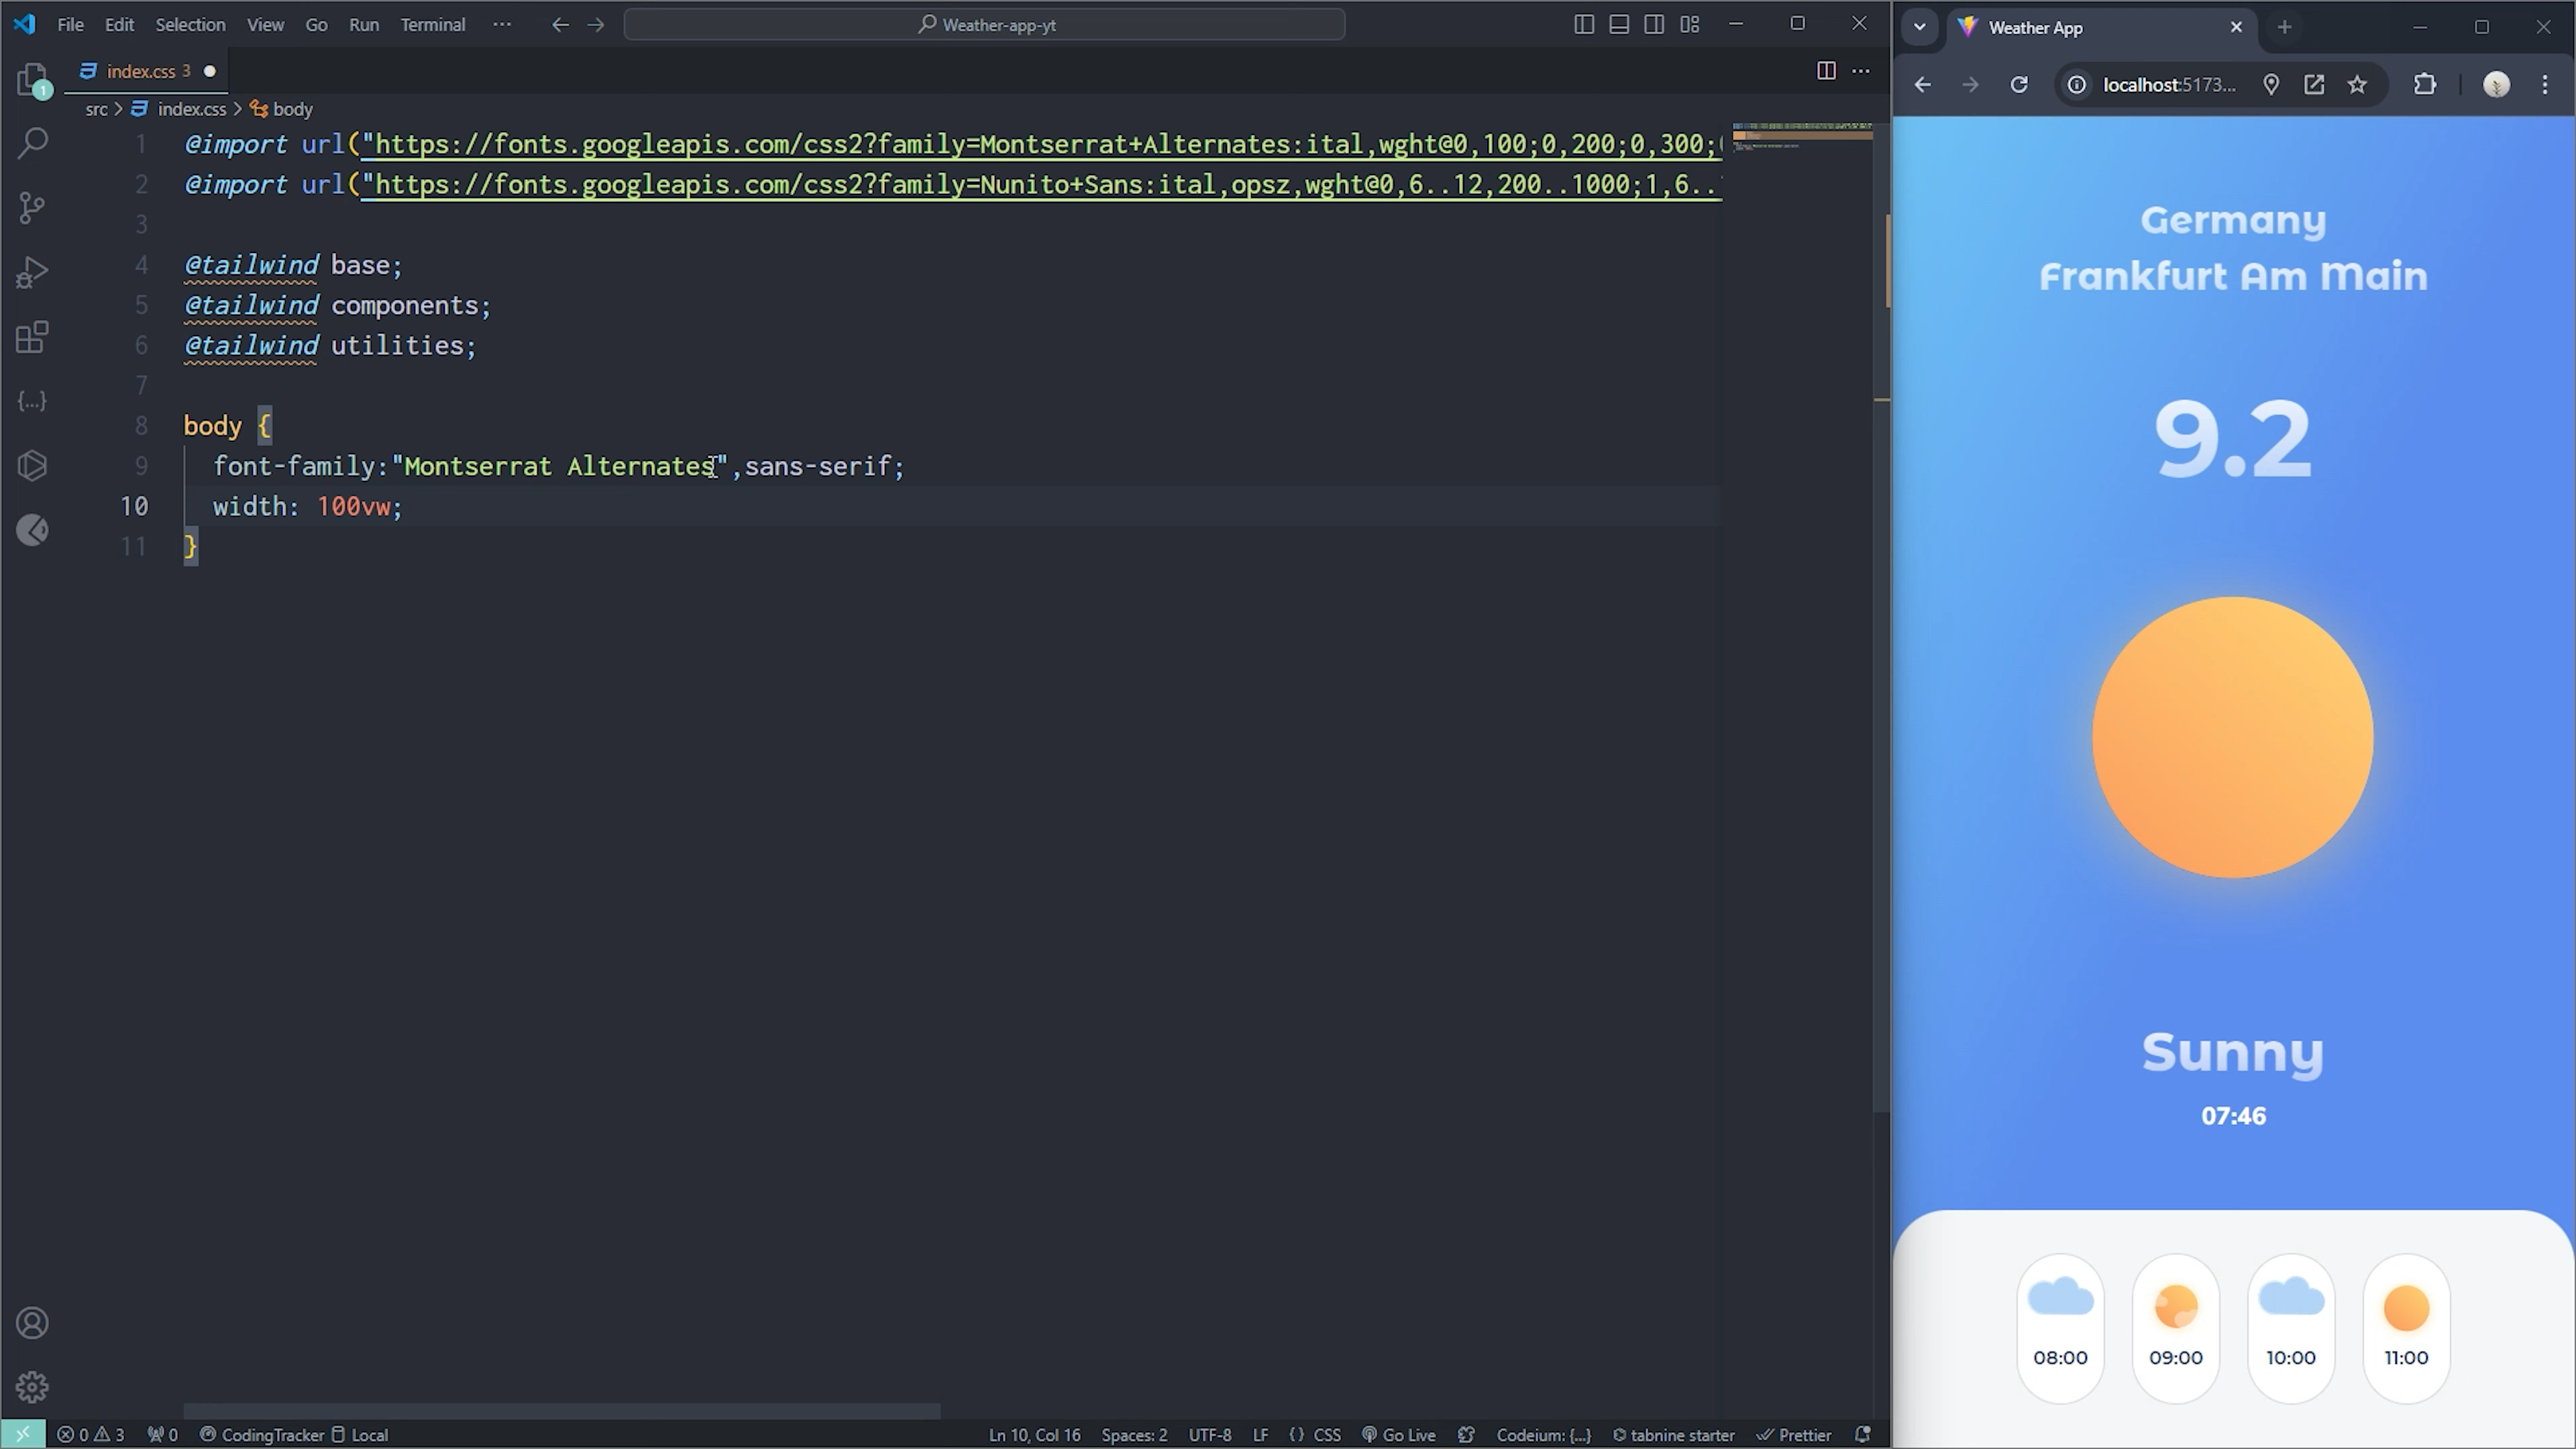 File Edit Selection View Go Run Terminal ··· Weather-app-yt
index.css 3
src > index.css > body
1 @import url("https://fonts.googleapis.com/css2?family=Montserrat+Alternates:ital,wght@0,100;0,200;0,300;
2 @import url("https://fonts.googleapis.com/css2?family=Nunito+Sans:ital,opsz,wght@0,6..12,200..1000;1,6..
3
4 @tailwind base;
5 @tailwind components;
6 @tailwind utilities;
7
8 body {
9 font-family:"Montserrat Alternates",sans-serif;
10 width: 100vw;
11 }
1
0 3 0 CodingTracker Local Ln 10, Col 16 Spaces: 2 UTF-8 LF {} CSS Go Live Codeium: {...} tabnine starter Prettier
Weather App
localhost:5173...
Germany
Frankfurt Am Main
9.2
Sunny
07:46
08:00 09:00 10:00 11:00